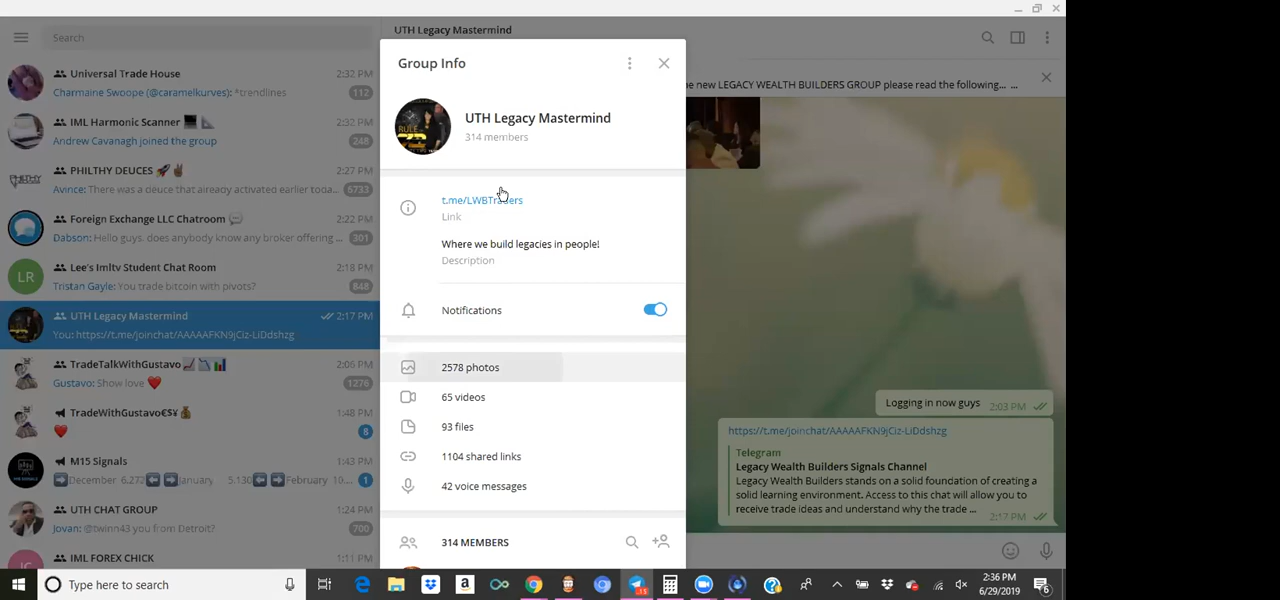 Search
Universal Trade House
2:32 PM
Charmaine Swoope (@caramelkurves): *trendlines
112
IML Harmonic Scanner
2:32 PM
Andrew Cavanagh joined the group
248
PHILTHY DEUCES
2:27 PM
Avince: There was a deuce that already activated earlier toda...
6733
Foreign Exchange LLC Chatroom
2:22 PM
Dabson: Hello guys. does anybody know any broker offering ...
301
LR
Lee's Imltv Student Chat Room
2:18 PM
Tristan Gayle: You trade bitcoin with pivots?
848
UTH Legacy Mastermind
2:17 PM
You: https://t.me/joinchat/AAAAAFKN9jCiz-LiDdshzg
TradeTalkWithGustavo
2:06 PM
Gustavo: Show love
1276
TradeWithGustavo€$¥
1:48 PM
8
M15 Signals
1:43 PM
December 6.272 January 5.130 February 10...
1
UTH CHAT GROUP
1:24 PM
Jovan: @twinn43 you from Detroit?
700
IML FOREX CHICK
1:11 PM
UTH Legacy Mastermind
Group Info
UTH Legacy Mastermind
314 members
t.me/LWBTraders
Link
Where we build legacies in people!
Description
Notifications
2578 photos
65 videos
93 files
1104 shared links
42 voice messages
314 MEMBERS
e new LEGACY WEALTH BUILDERS GROUP please read the following... ...
Logging in now guys
2:03 PM
https://t.me/joinchat/AAAAAFKN9jCiz-LiDdshzg
Telegram
Legacy Wealth Builders Signals Channel
Legacy Wealth Builders stands on a solid foundation of creating a
solid learning environment. Access to this chat will allow you to
receive trade ideas and understand why the trade ...
2:17 PM
Type here to search
2:36 PM
6/29/2019
6